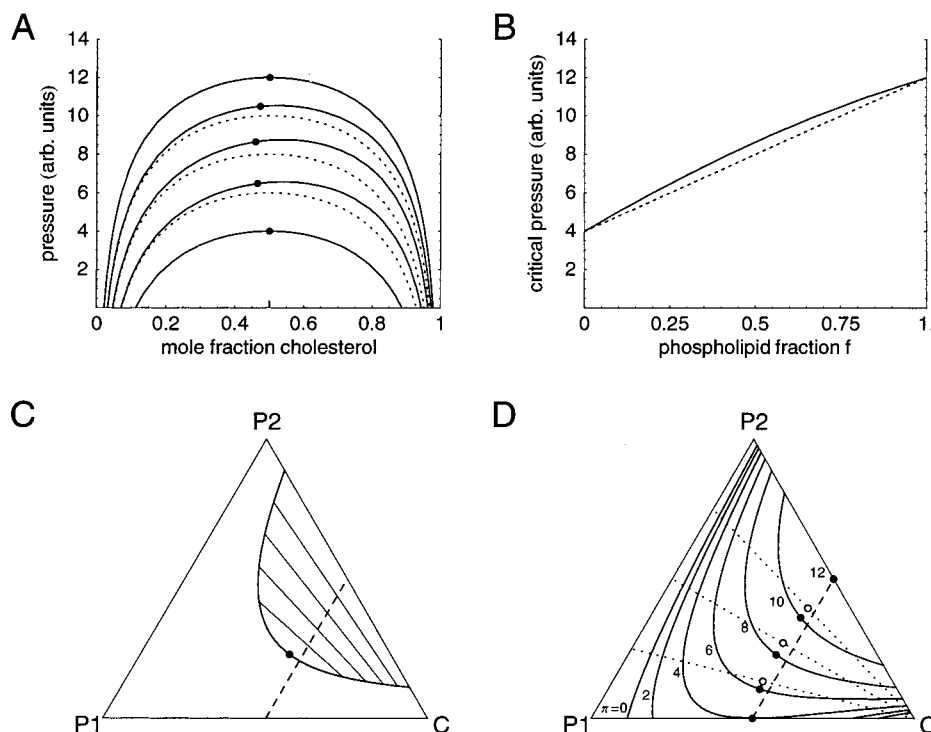 A
pressure (arb. units)
14
12
10
8
6
4
2
0 0.2 0.4 0.6 0.8 1
mole fraction cholesterol
B
critical pressure (arb. units)
14
12
10
8
6
4
2
0 0.25 0.5 0.75 1.
phospholipid fraction f
C
P2
P1
C
D
P2
12
10
8
6
4
2
π=0
P1